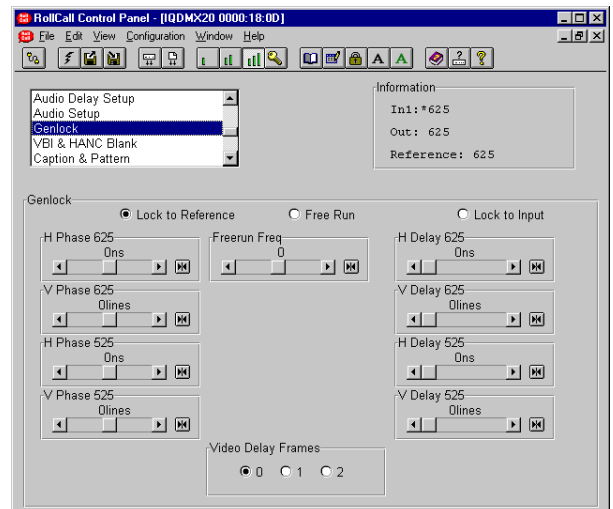 RollCall Control Panel - [IQDMX20 0000:18:0D]
File Edit View Configuration Window Help
Audio Delay Setup
Audio Setup
Genlock
VBI & HANC Blank
Caption & Pattern
Information
In1:*625
Out: 625
Reference: 625
Genlock
Lock to Reference
Free Run
Lock to Input
H Phase 625
0ns
Freerun Freq
0
H Delay 625
0ns
V Phase 625
0lines
V Delay 625
0lines
H Phase 525
0ns
H Delay 525
0ns
V Phase 525
0lines
V Delay 525
0lines
Video Delay Frames
0 1 2